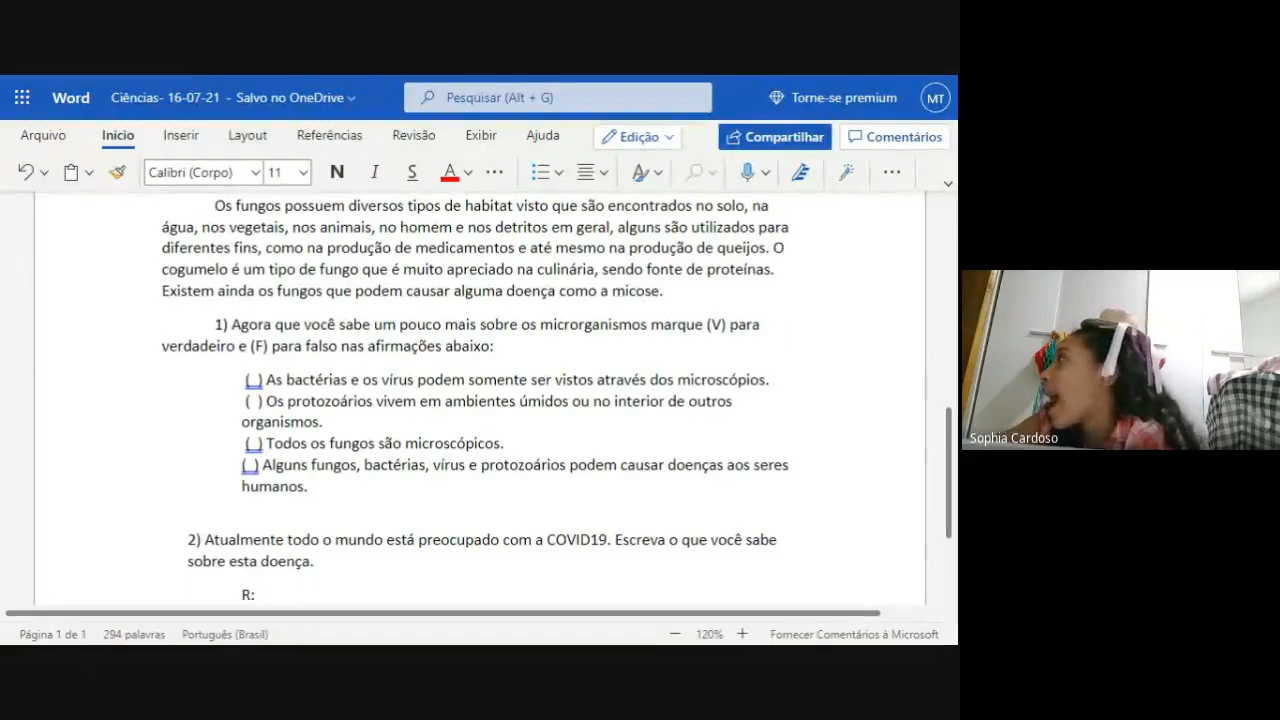 Word Ciências- 16-07-21 - Salvo no OneDrive Pesquisar (Alt + G) Torne-se premium MT
Arquivo Início Inserir Layout Referências Revisão Exibir Ajuda Edição Compartilhar Comentários
Calibri (Corpo) 11 N I S A ...
Os fungos possuem diversos tipos de habitat visto que são encontrados no solo, na
água, nos vegetais, nos animais, no homem e nos detritos em geral, alguns são utilizados para
diferentes fins, como na produção de medicamentos e até mesmo na produção de queijos. O
cogumelo é um tipo de fungo que é muito apreciado na culinária, sendo fonte de proteínas.
Existem ainda os fungos que podem causar alguma doença como a micose.
1) Agora que você sabe um pouco mais sobre os microrganismos marque (V) para
verdadeiro e (F) para falso nas afirmações abaixo:
( ) As bactérias e os vírus podem somente ser vistos através dos microscópios.
( ) Os protozoários vivem em ambientes úmidos ou no interior de outros
organismos.
( ) Todos os fungos são microscópicos.
( ) Alguns fungos, bactérias, vírus e protozoários podem causar doenças aos seres
humanos.
2) Atualmente todo o mundo está preocupado com a COVID19. Escreva o que você sabe
sobre esta doença.
R:
Página 1 de 1 294 palavras Português (Brasil) 120% Fornecer Comentários à Microsoft
Sophia Cardoso